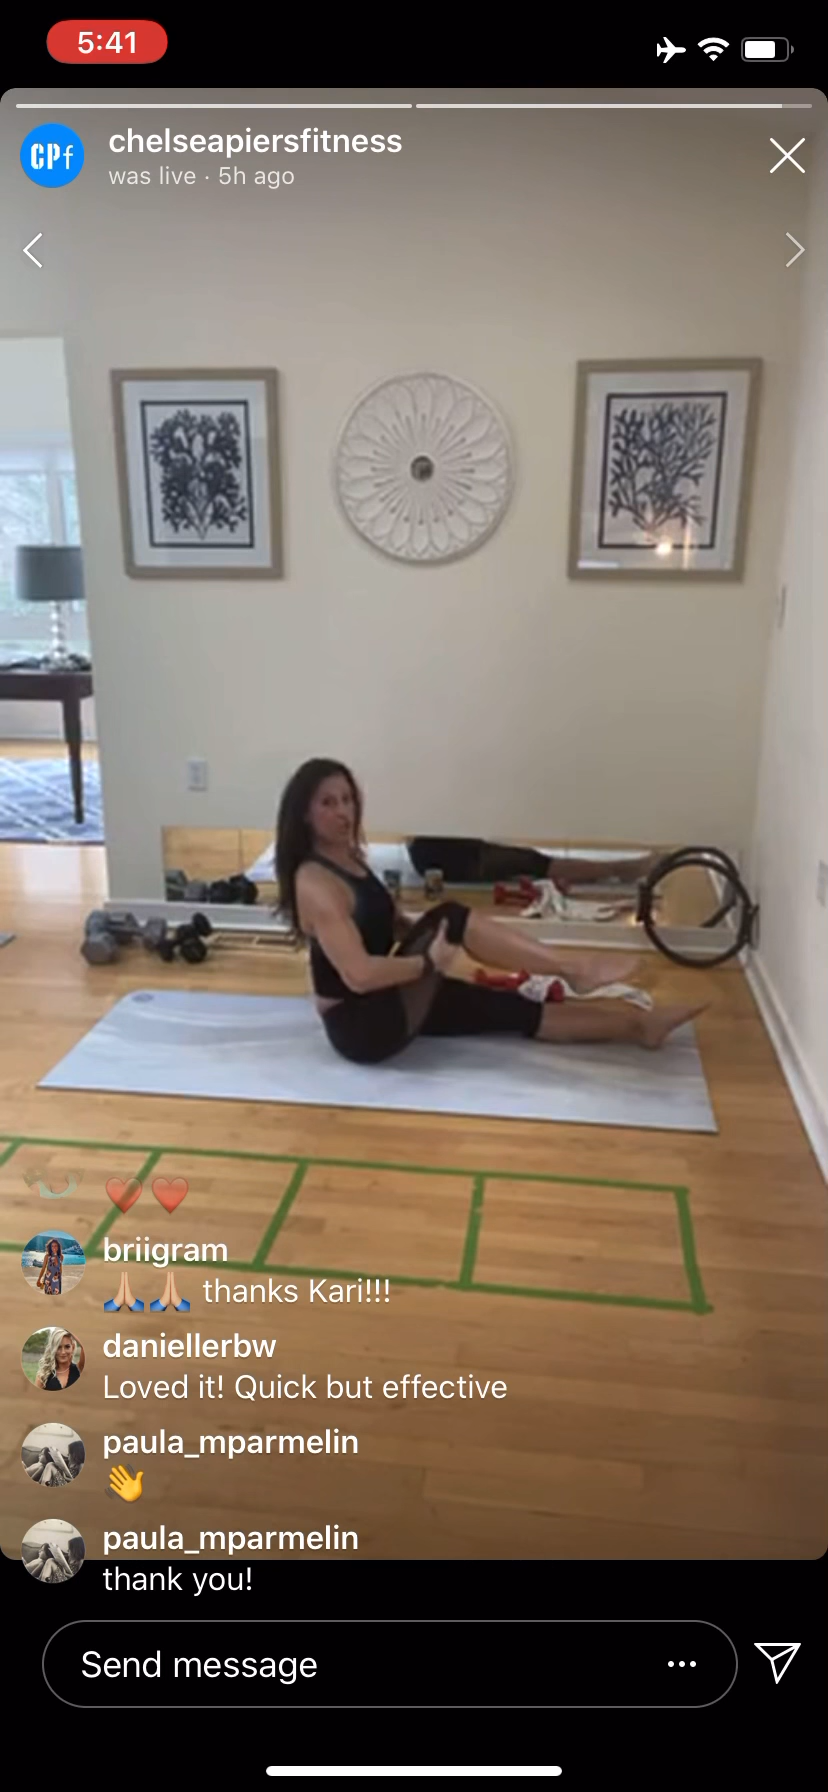 5:41
CPf
chelseapiersfitness
was live · 5h ago
❤️❤️
briigram
🙏🏼🙏🏼 thanks Kari!!!
daniellerbw
Loved it! Quick but effective
paula_mparmelin
👋
paula_mparmelin
thank you!
Send message